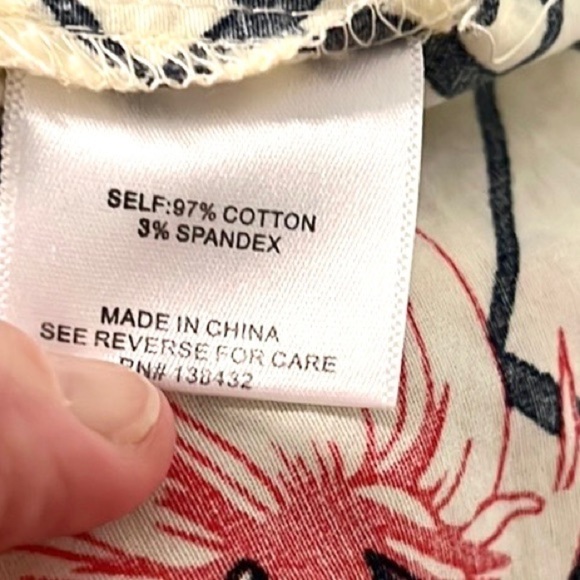 SELF:97% COTTON
3% SPANDEX
MADE IN CHINA
SEE REVERSE FOR CARE
RN# 138432